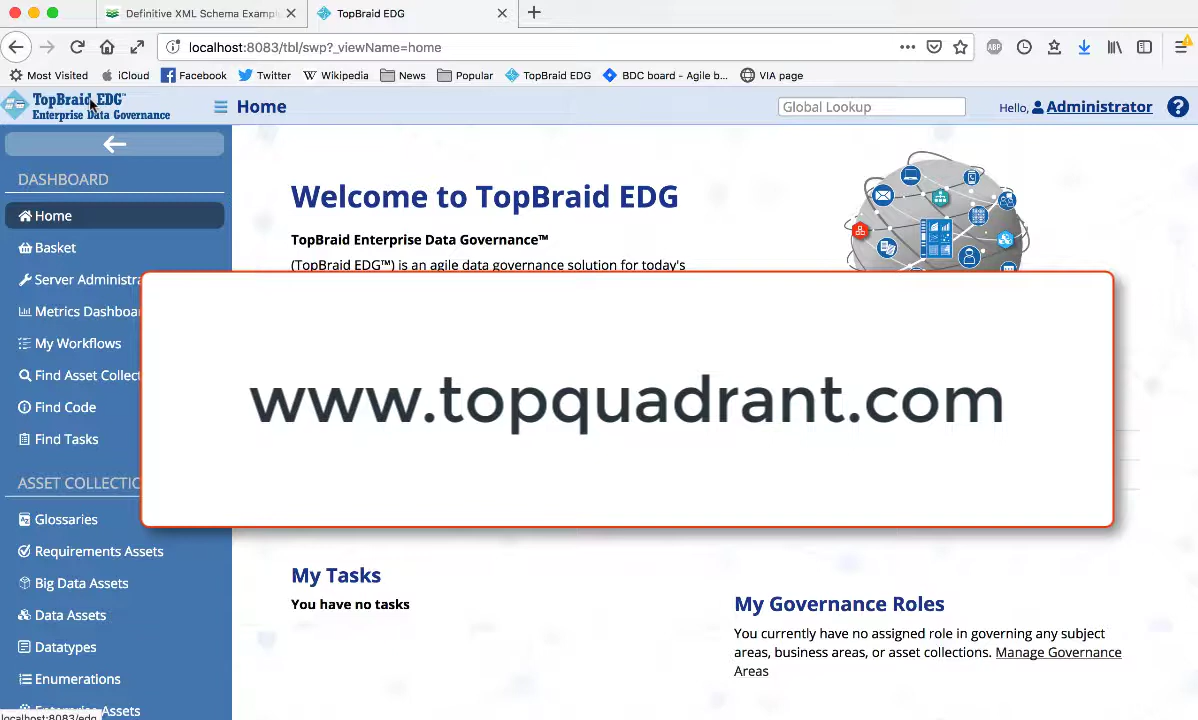 Definitive XML Schema Exampl
TopBraid EDG
localhost:8083/tbl/swp?_viewName=home
ABP
Most Visited
iCloud
Facebook
Twitter
Wikipedia
News
Popular
TopBraid EDG
BDC board - Agile b...
VIA page
TopBraid EDG™
Enterprise Data Governance
Home
Global Lookup
Hello, Administrator
DASHBOARD
Home
Basket
Server Administra
Metrics Dashboar
My Workflows
Find Asset Collect
Find Code
Find Tasks
ASSET COLLECTIO
Glossaries
Requirements Assets
Big Data Assets
Data Assets
Datatypes
Enumerations
Enterprise Assets
localhost:8083/edg
Welcome to TopBraid EDG
TopBraid Enterprise Data Governance™
(TopBraid EDG™) is an agile data governance solution for today's
www.topquadrant.com
My Tasks
You have no tasks
My Governance Roles
You currently have no assigned role in governing any subject
areas, business areas, or asset collections. Manage Governance
Areas